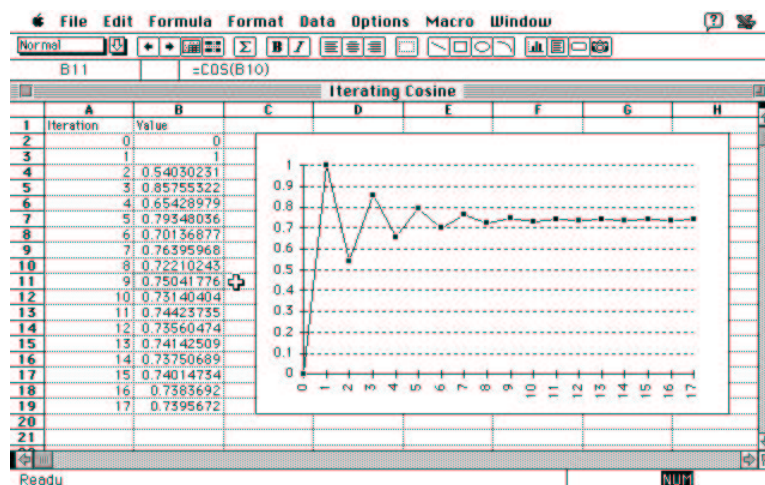 File Edit Formula Format Data Options Macro Window ?
Normal Σ B I
B11 =COS(B10)
Iterating Cosine
A B C D E F G H
1 Iteration Value
2 0 0
3 1 1
4 2 0.54030231
5 3 0.85755322
6 4 0.65428979
7 5 0.79348036
8 6 0.70136877
9 7 0.76395968
10 8 0.72210243
11 9 0.75041776
12 10 0.73140404
13 11 0.74423735
14 12 0.73560474
15 13 0.74142509
16 14 0.73750689
17 15 0.74014734
18 16 0.7383692
19 17 0.7395672
20
21
1
0.9
0.8
0.7
0.6
0.5
0.4
0.3
0.2
0.1
0
0 1 2 3 4 5 6 7 8 9 10 11 12 13 14 15 16 17
Ready NUM